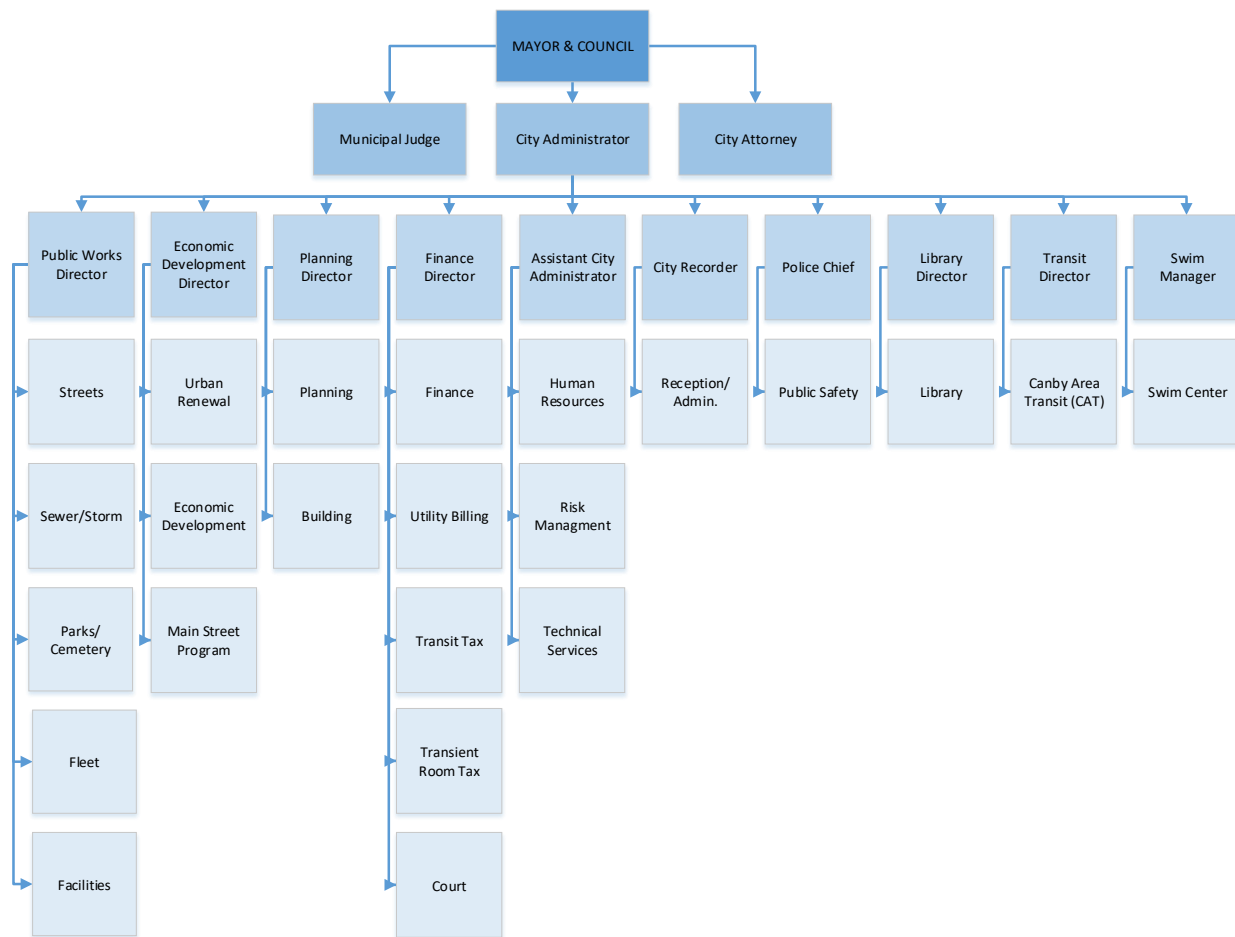 MAYOR & COUNCIL
Municipal Judge
City Administrator
City Attorney
Public Works
Director
Economic
Development
Director
Planning
Director
Finance
Director
Assistant City
Administrator
City Recorder
Police Chief
Library
Director
Transit
Director
Swim
Manager
Streets
Urban
Renewal
Planning
Finance
Human
Resources
Reception/
Admin.
Public Safety
Library
Canby Area
Transit (CAT)
Swim Center
Sewer/Storm
Economic
Development
Building
Utility Billing
Risk
Managment
Parks/
Cemetery
Main Street
Program
Transit Tax
Technical
Services
Fleet
Transient
Room Tax
Facilities
Court